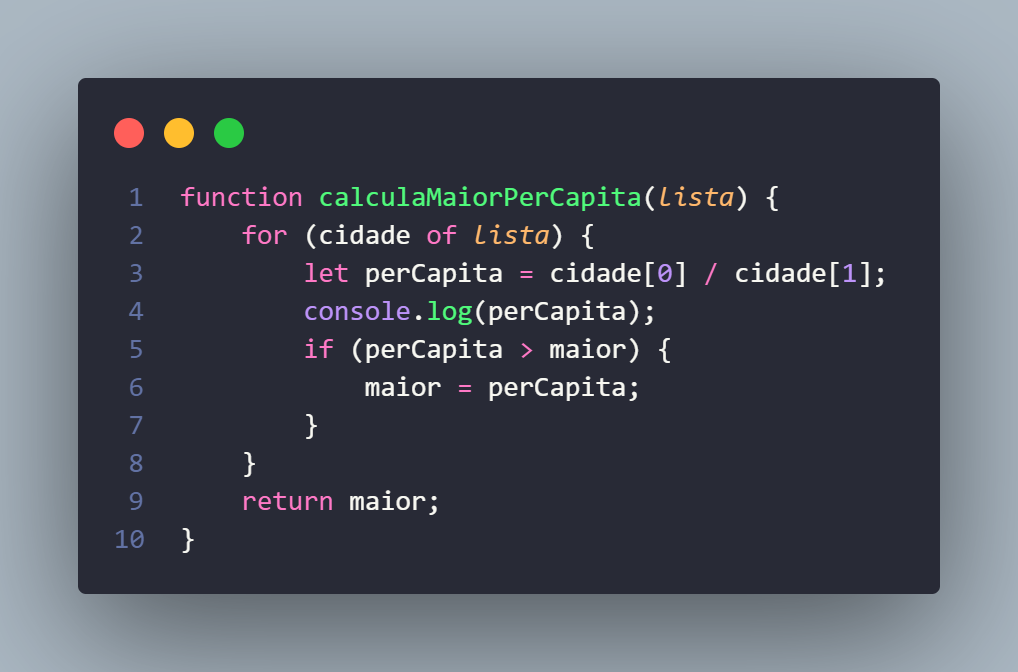 1 function calculaMaiorPerCapita(lista) {
2     for (cidade of lista) {
3         let perCapita = cidade[0] / cidade[1];
4         console.log(perCapita);
5         if (perCapita > maior) {
6             maior = perCapita;
7         }
8     }
9     return maior;
10 }